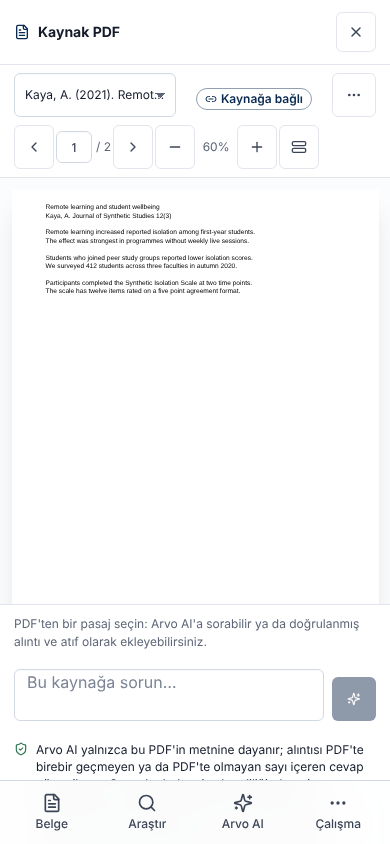 Kaynak PDF
Kaya, A. (2021). Remot...
Kaynağa bağlı
1 / 2
60%
Remote learning and student wellbeing
Kaya, A. Journal of Synthetic Studies 12(3)
Remote learning increased reported isolation among first-year students.
The effect was strongest in programmes without weekly live sessions.
Students who joined peer study groups reported lower isolation scores.
We surveyed 412 students across three faculties in autumn 2020.
Participants completed the Synthetic Isolation Scale at two time points.
The scale has twelve items rated on a five point agreement format.
PDF'ten bir pasaj seçin: Arvo AI'a sorabilir ya da doğrulanmış
alıntı ve atıf olarak ekleyebilirsiniz.
Bu kaynağa sorun...
Arvo AI yalnızca bu PDF'in metnine dayanır; alıntısı PDF'te
birebir geçmeyen ya da PDF'te olmayan sayı içeren cevap
Belge
Araştır
Arvo AI
Çalışma